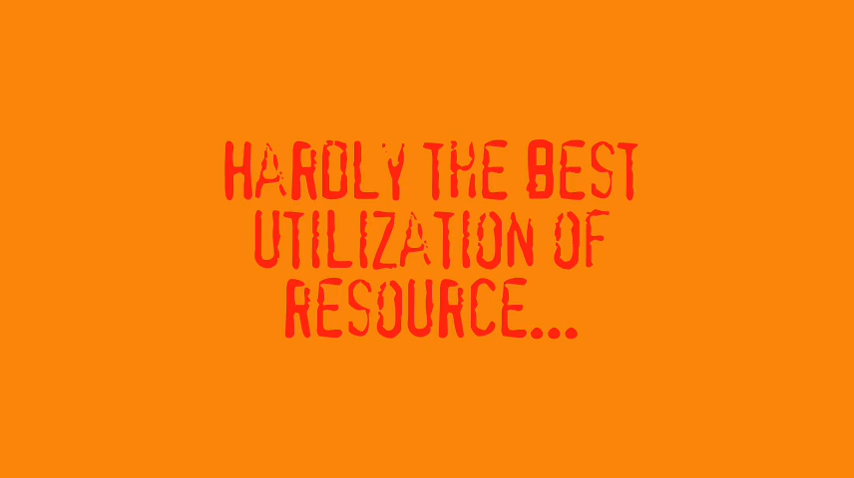 HARDLY THE BEST
UTILIZATION OF
RESOURCE...